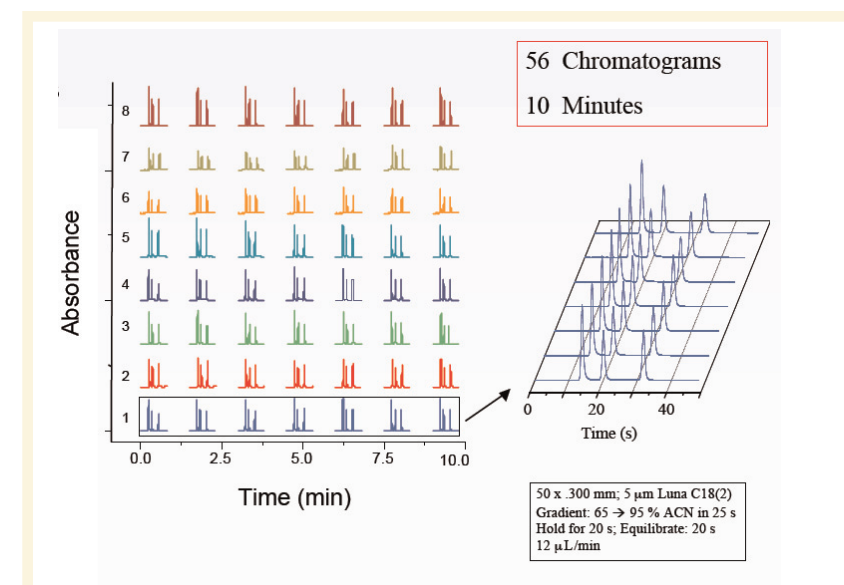 56 Chromatograms
10 Minutes
8
7
6
5
4
3
2
1
Absorbance
0.0 2.5 5.0 7.5 10.0
Time (min)
0 20 40
Time (s)
50 x .300 mm; 5 μm Luna C18(2)
Gradient: 65 → 95 % ACN in 25 s
Hold for 20 s; Equilibrate: 20 s
12 μL/min